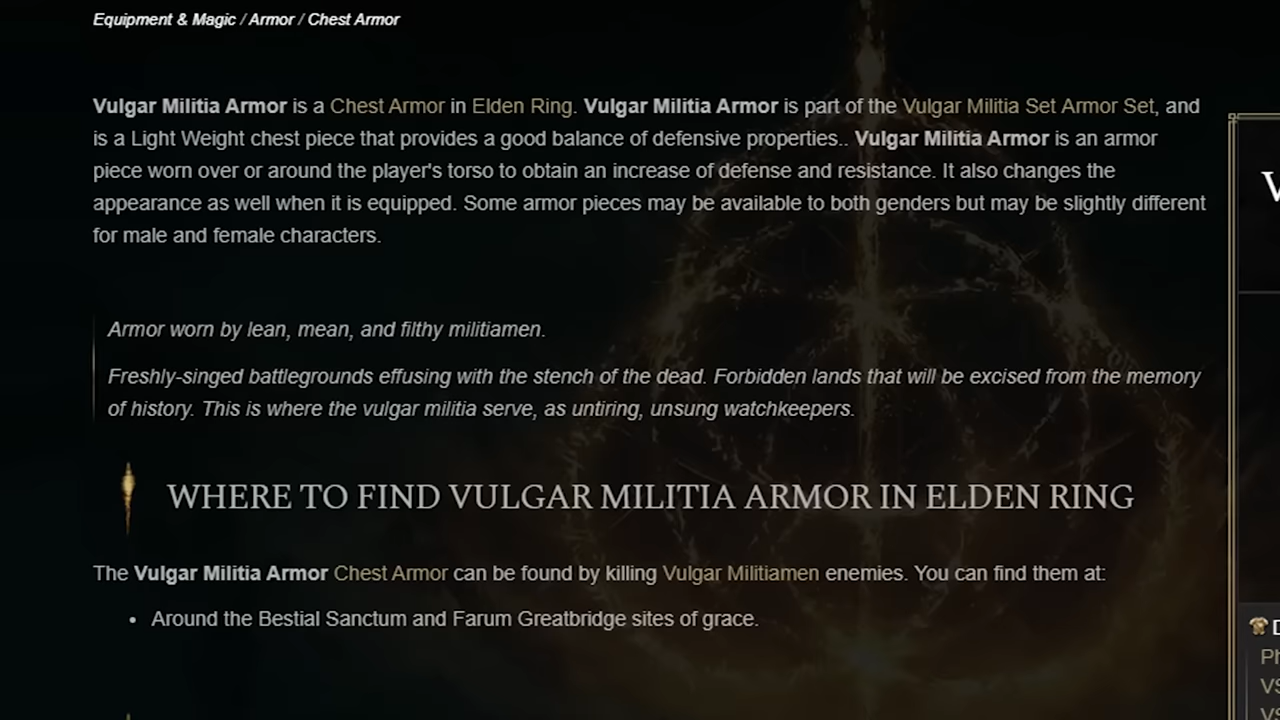 Equipment & Magic / Armor / Chest Armor
Vulgar Militia Armor is a Chest Armor in Elden Ring. Vulgar Militia Armor is part of the Vulgar Militia Set Armor Set, and
is a Light Weight chest piece that provides a good balance of defensive properties.. Vulgar Militia Armor is an armor
piece worn over or around the player's torso to obtain an increase of defense and resistance. It also changes the
appearance as well when it is equipped. Some armor pieces may be available to both genders but may be slightly different
for male and female characters.
Armor worn by lean, mean, and filthy militiamen.
Freshly-singed battlegrounds effusing with the stench of the dead. Forbidden lands that will be excised from the memory
of history. This is where the vulgar militia serve, as untiring, unsung watchkeepers.
WHERE TO FIND VULGAR MILITIA ARMOR IN ELDEN RING
The Vulgar Militia Armor Chest Armor can be found by killing Vulgar Militiamen enemies. You can find them at:
• Around the Bestial Sanctum and Farum Greatbridge sites of grace.